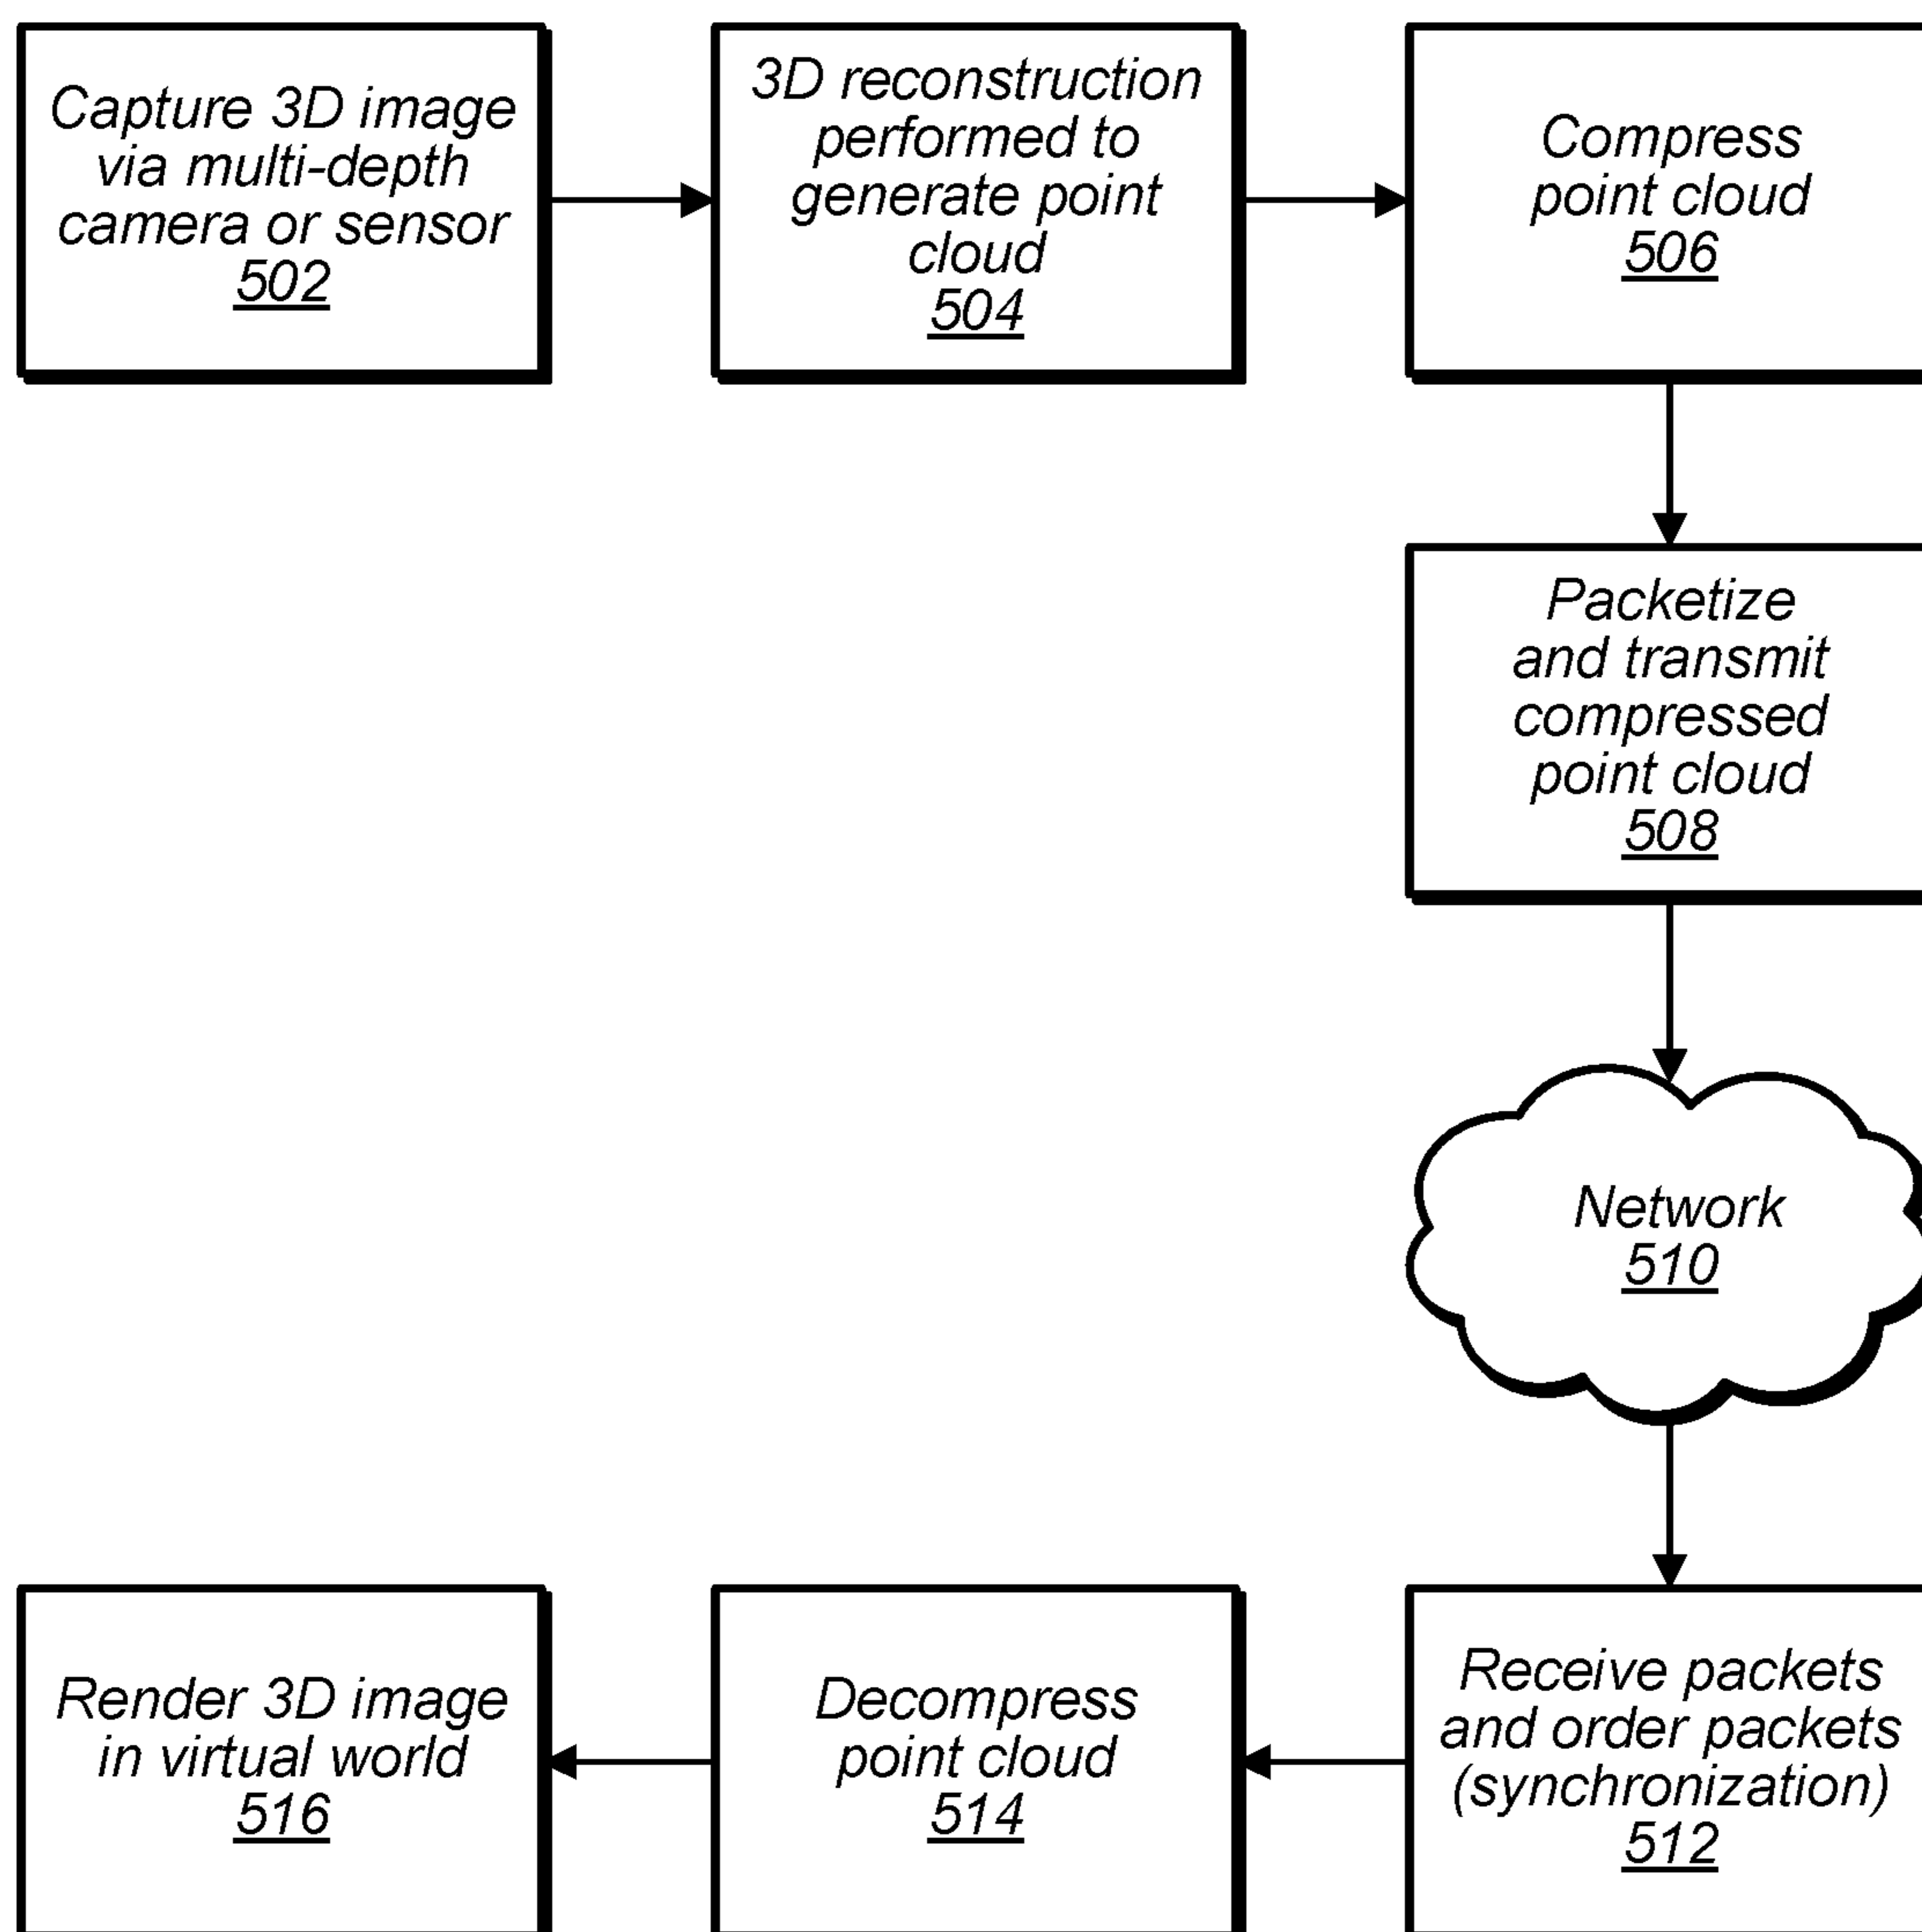 Capture 3D image
via multi-depth
camera or sensor
502
3D reconstruction
performed to
generate point
cloud
504
Compress
point cloud
506
Packetize
and transmit
compressed
point cloud
508
Network
510
Receive packets
and order packets
(synchronization)
512
Decompress
point cloud
514
Render 3D image
in virtual world
516